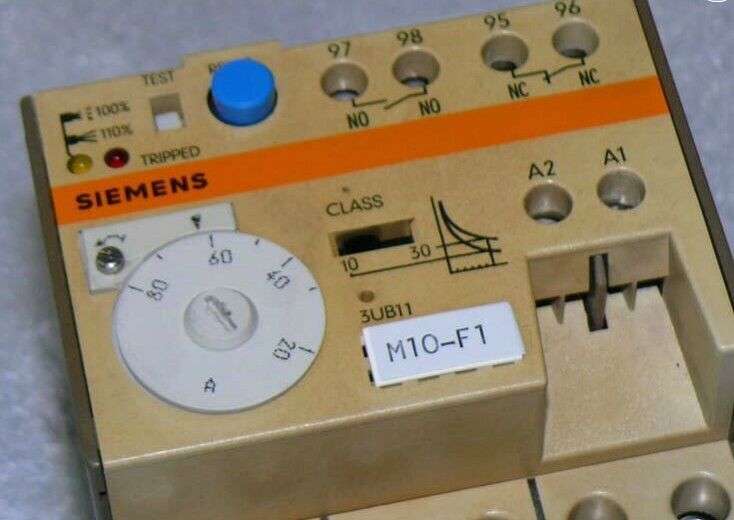 97 98 95 96
TEST
100%
110%
NO NO NC NC
TRIPPED
SIEMENS
A2 A1
CLASS
10 30
80 60 40 20
A
3UB11
M10-F1